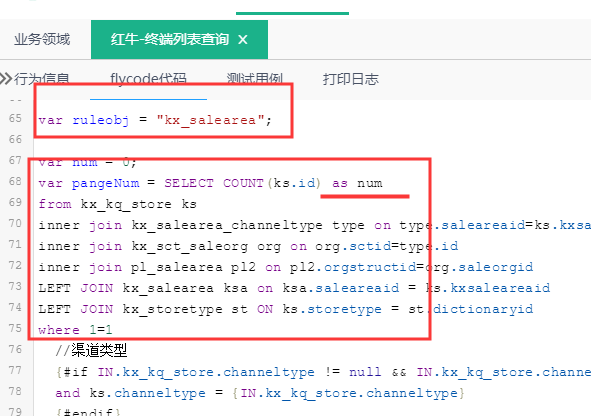 业务领域
红牛-终端列表查询 ×
行为信息 flycode代码 测试用例 打印日志
65 var ruleobj = "kx_salearea";
66
67 var num = 0;
68 var pangeNum = SELECT COUNT(ks.id) as num
69 from kx_kq_store ks
70 inner join kx_salearea_channeltype type on type.saleareaid=ks.kxsa
71 inner join kx_sct_saleorg org on org.sctid=type.id
72 inner join pl_salearea pl2 on pl2.orgstructid=org.saleorgid
73 LEFT JOIN kx_salearea ksa on ksa.saleareaid = ks.kxsaleareaid
74 LEFT JOIN kx_storetype st ON ks.storetype = st.dictionaryid
75 where 1=1
76 //渠道类型
77 {#if IN.kx_kq_store.channeltype != null && IN.kx_kq_store.channe
78 and ks.channeltype = {IN.kx_kq_store.channeltype}
79 {#endif}